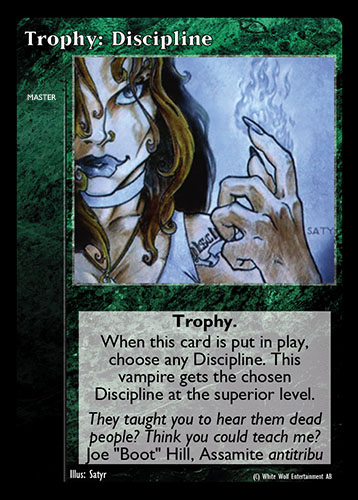 Trophy: Discipline
MASTER
SATY
Trophy.
When this card is put in play,
choose any Discipline. This
vampire gets the chosen
Discipline at the superior level.
They taught you to hear them dead
people? Think you could teach me?
Joe "Boot" Hill, Assamite antitribu
Illus: Satyr
(C) White Wolf Entertainment AB